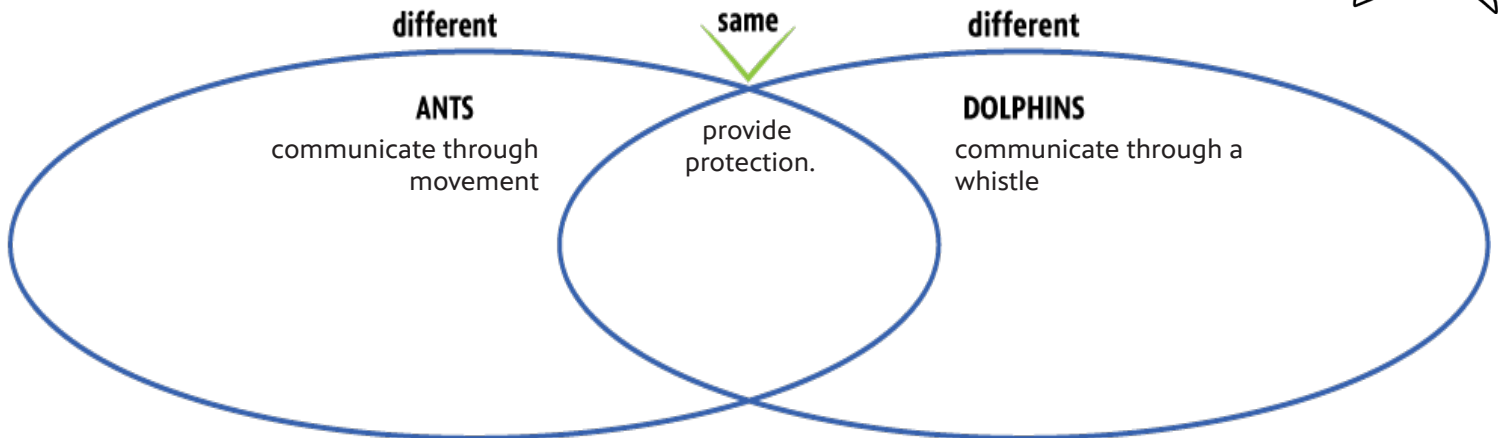 different
same
different
ANTS
communicate through
movement
provide
protection.
DOLPHINS
communicate through a
whistle